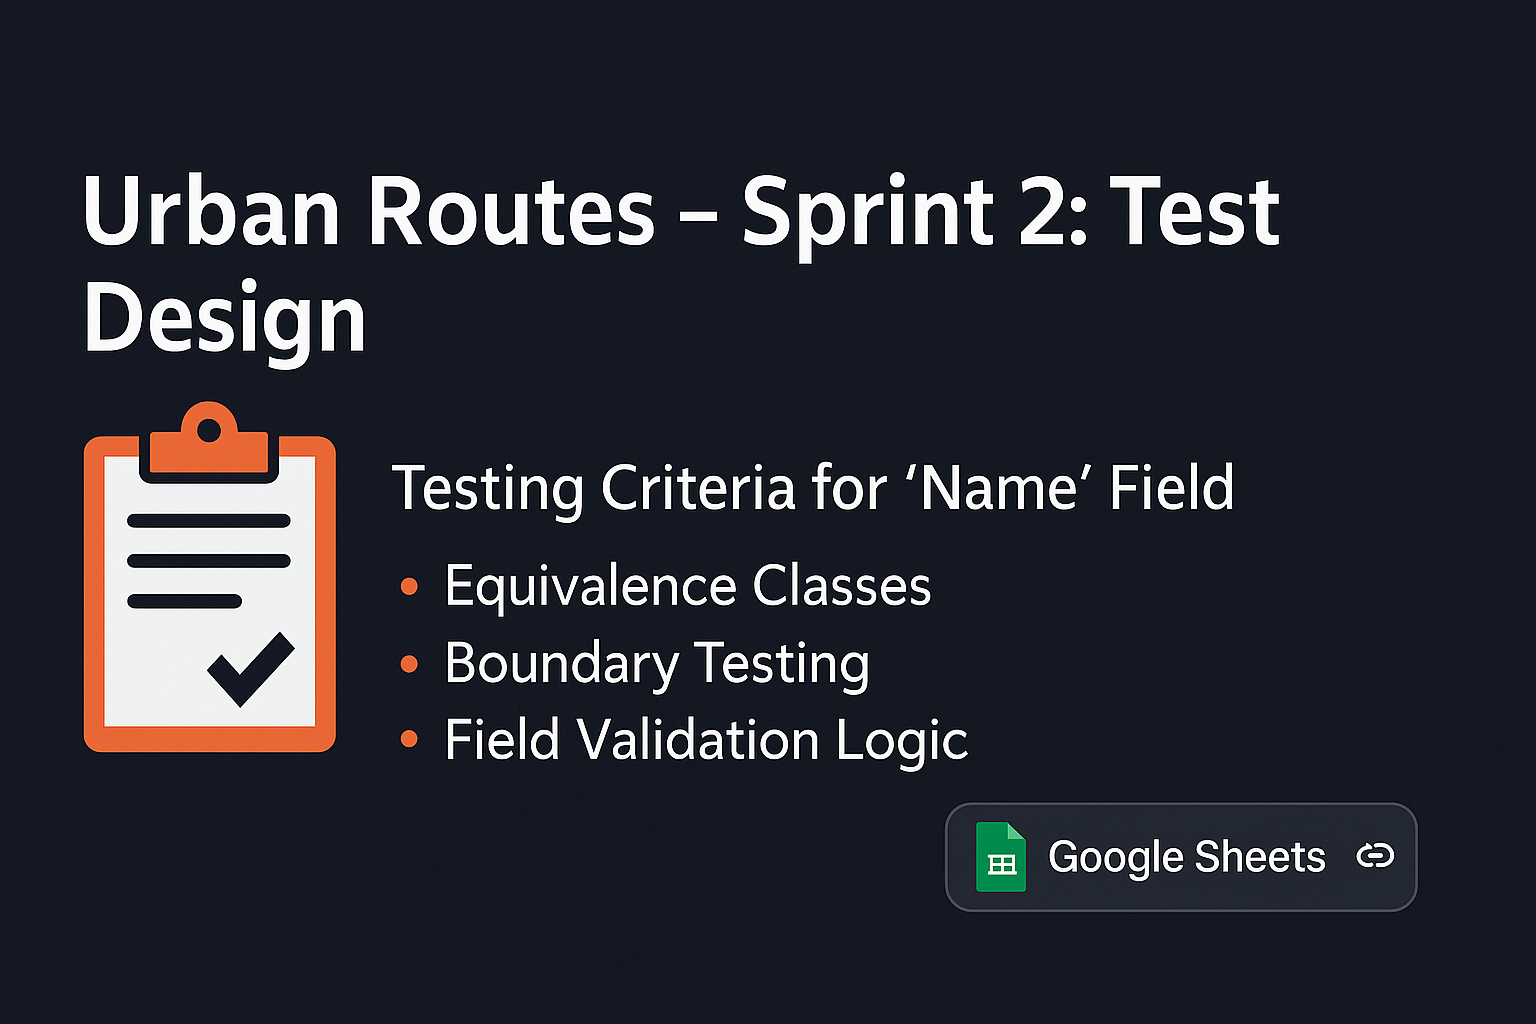 Urban Routes – Sprint 2: Test
Design
Testing Criteria for ‘Name’ Field
• Equivalence Classes
• Boundary Testing
• Field Validation Logic
Google Sheets